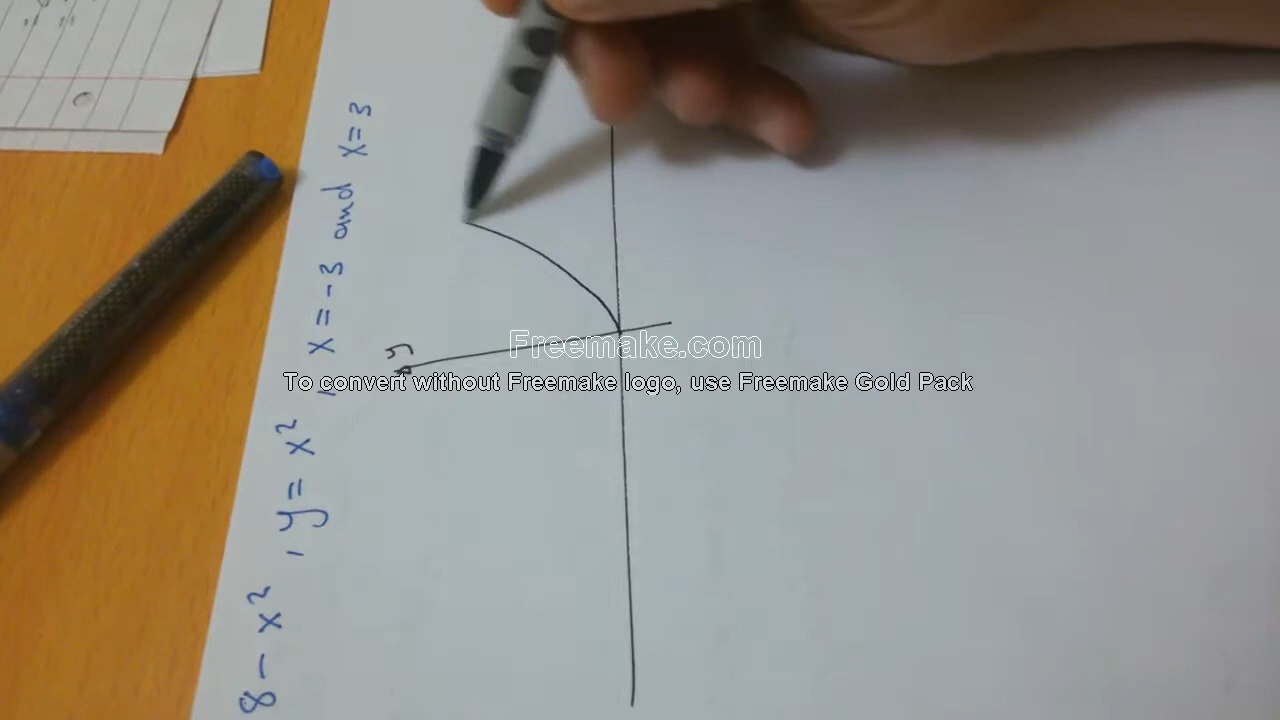 8 - x² , y = x² , x = -3 and x = 3
y
Freemake.com
To convert without Freemake logo, use Freemake Gold Pack